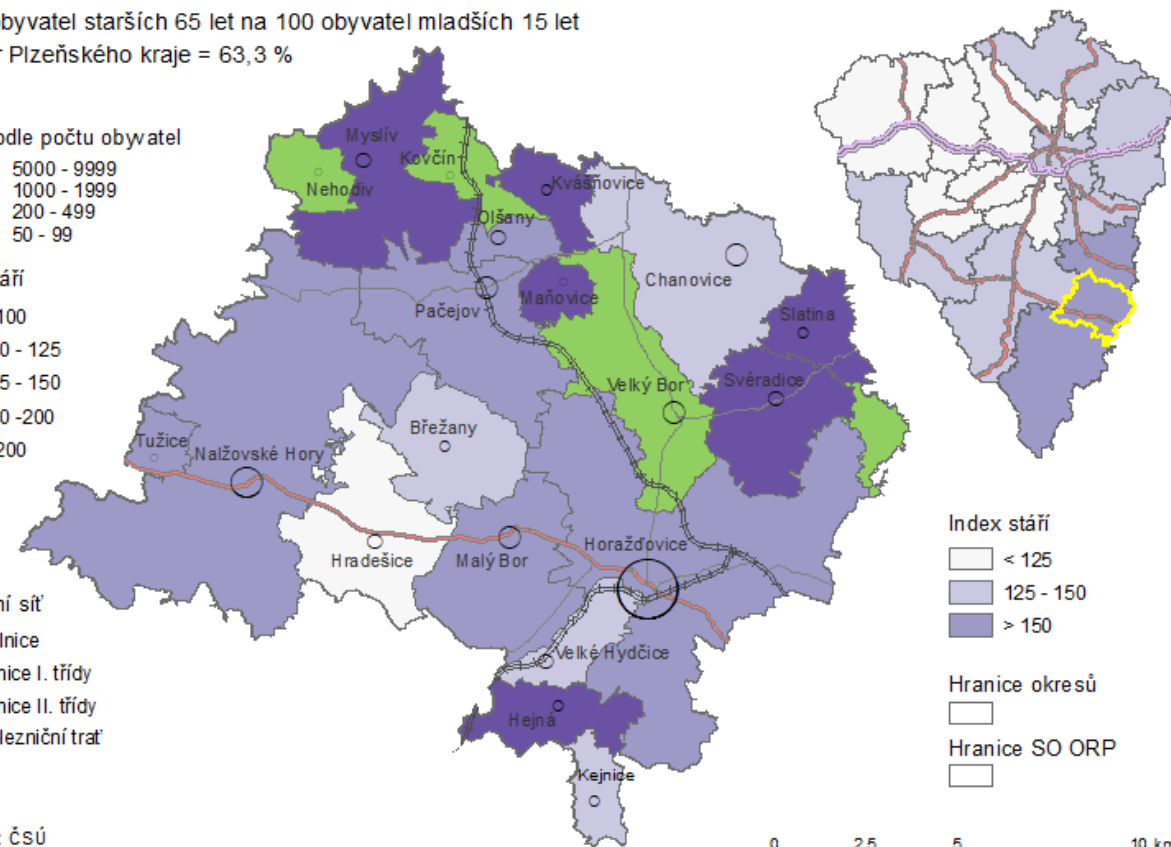 obyvatel starších 65 let na 100 obyvatel mladších 15 let
r Plzeňského kraje = 63,3 %
odle počtu obyvatel
5000 - 9999
1000 - 1999
200 - 499
50 - 99
áří
100
0 - 125
5 - 150
0 -200
200
ní síť
lnice
nice I. třídy
nice II. třídy
lezniční trať
: ČSÚ
Myslív
Kovčín
Nehodiv
Kvášňovice
Olšany
Chanovice
Maňovice
Pačejov
Slatina
Velký Bor
Svéradice
Břežany
Tužice
Nalžovské Hory
Hradešice
Malý Bor
Horažďovice
Velké Hydčice
Hejná
Kejnice
Index stáří
< 125
125 - 150
> 150
Hranice okresů
Hranice SO ORP
0 2,5 5 10 km